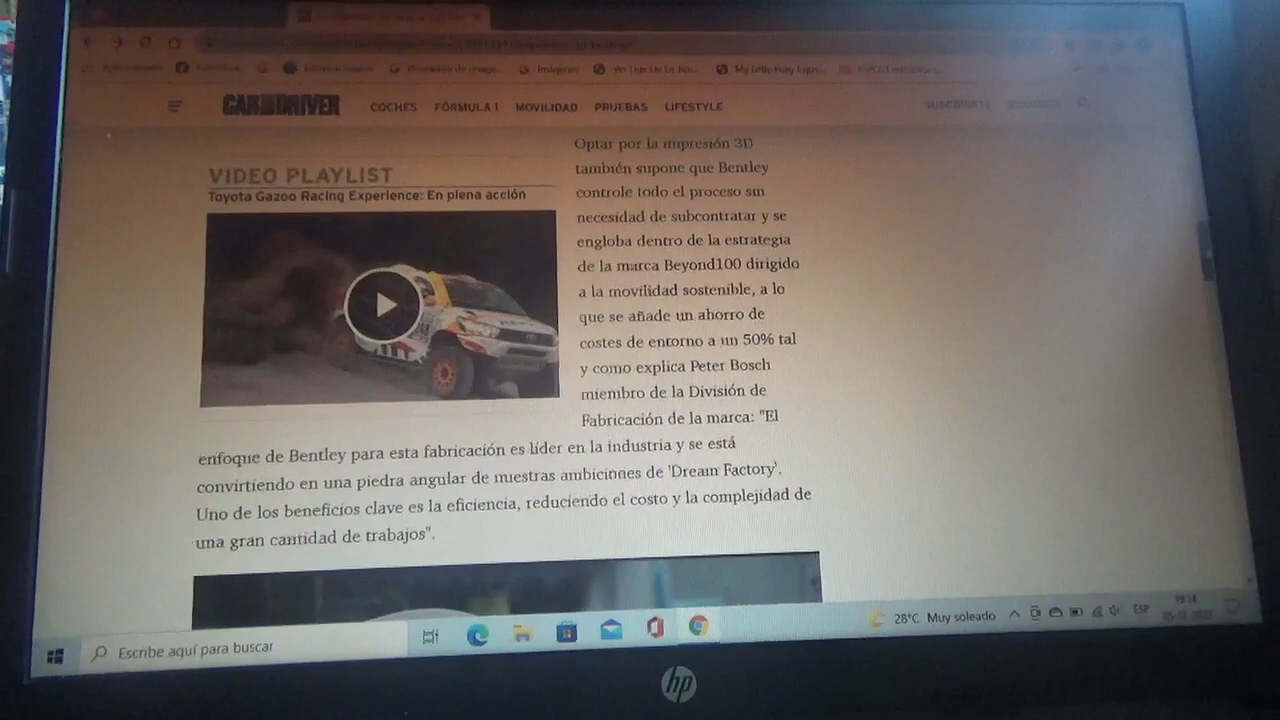 Imágenes
CAR AND DRIVER
COCHES FÓRMULA 1 MOVILIDAD PRUEBAS LIFESTYLE
SUSCRÍBETE
VIDEO PLAYLIST
Toyota Gazoo Racing Experience: En plena acción
Optar por la impresión 3D
también supone que Bentley
controle todo el proceso sin
necesidad de subcontratar y se
engloba dentro de la estrategia
de la marca Beyond100 dirigido
a la movilidad sostenible, a lo
que se añade un ahorro de
costes de entorno a un 50% tal
y como explica Peter Bosch
miembro de la División de
Fabricación de la marca: "El
enfoque de Bentley para esta fabricación es líder en la industria y se está
convirtiendo en una piedra angular de nuestras ambiciones de 'Dream Factory'.
Uno de los beneficios clave es la eficiencia, reduciendo el costo y la complejidad de
una gran cantidad de trabajos".
Escribe aquí para buscar
28°C Muy soleado
ESP
19:14
hp